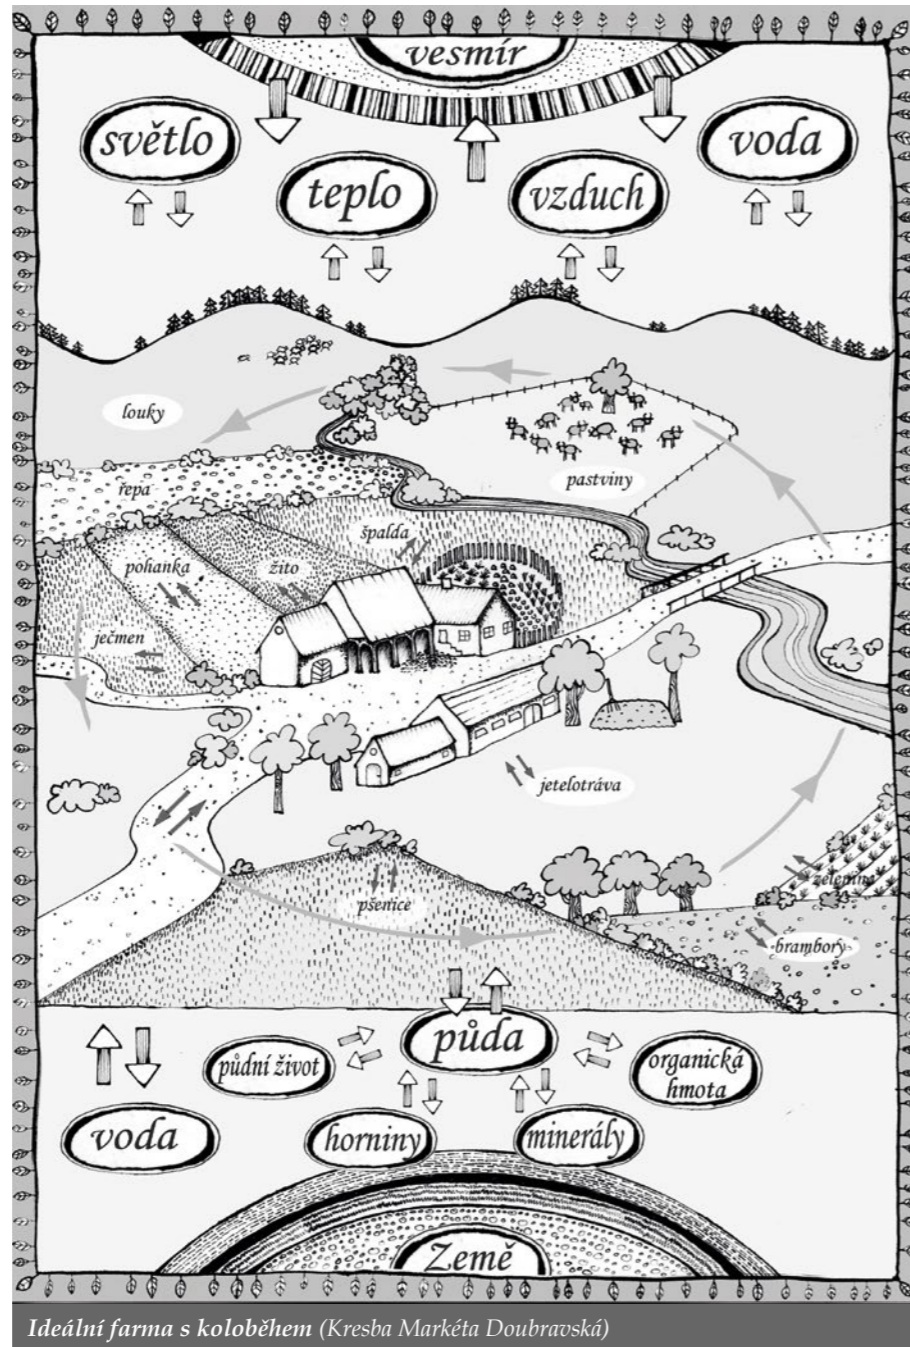 vesmír
světlo
voda
teplo
vzduch
louky
pastviny
řepa
špalda
pohanka
žito
ječmen
jetelotráva
zelenina
pšenice
brambory
půda
půdní život
organická
hmota
voda
horniny
minerály
Země
Ideální farma s koloběhem (Kresba Markéta Doubravská)